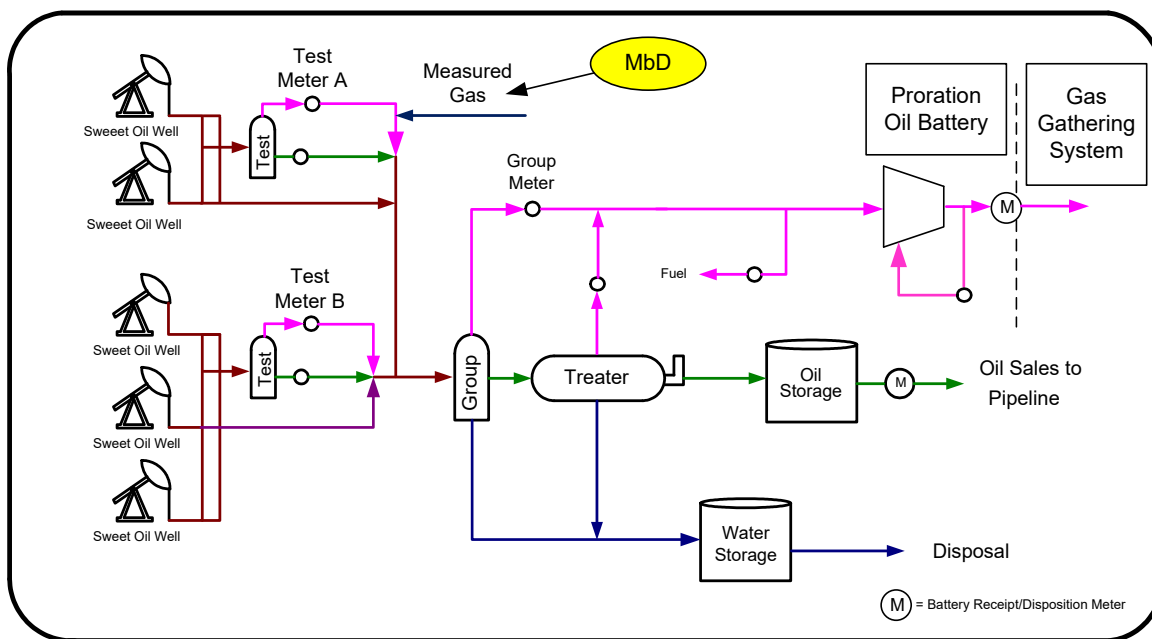 Test
Meter A
Measured
Gas
MbD
Proration
Oil Battery
Gas
Gathering
System
Sweeet Oil Well
Test
Group
Meter
M
Sweeet Oil Well
Fuel
Test
Meter B
Sweet Oil Well
Test
Group
Treater
Oil
Storage
M
Oil Sales to
Pipeline
Sweet Oil Well
Sweet Oil Well
Water
Storage
Disposal
M = Battery Receipt/Disposition Meter